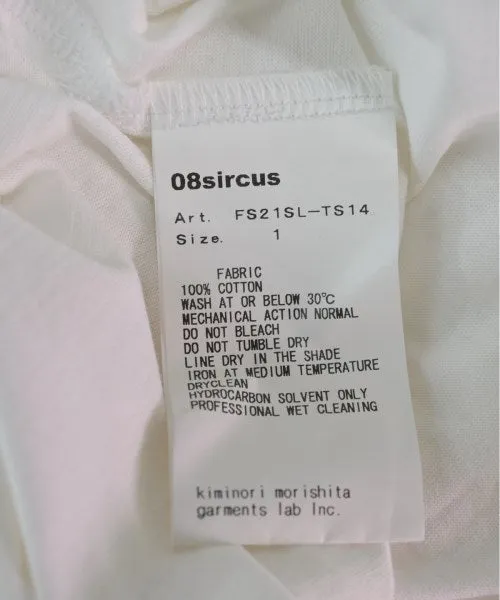 08sircus
Art. FS21SL-TS14
Size. 1
FABRIC
100% COTTON
WASH AT OR BELOW 30℃
MECHANICAL ACTION NORMAL
DO NOT BLEACH
DO NOT TUMBLE DRY
LINE DRY IN THE SHADE
IRON AT MEDIUM TEMPERATURE
DRYCLEAN
HYDROCARBON SOLVENT ONLY
PROFESSIONAL WET CLEANING
kiminori morishita
garments lab Inc.